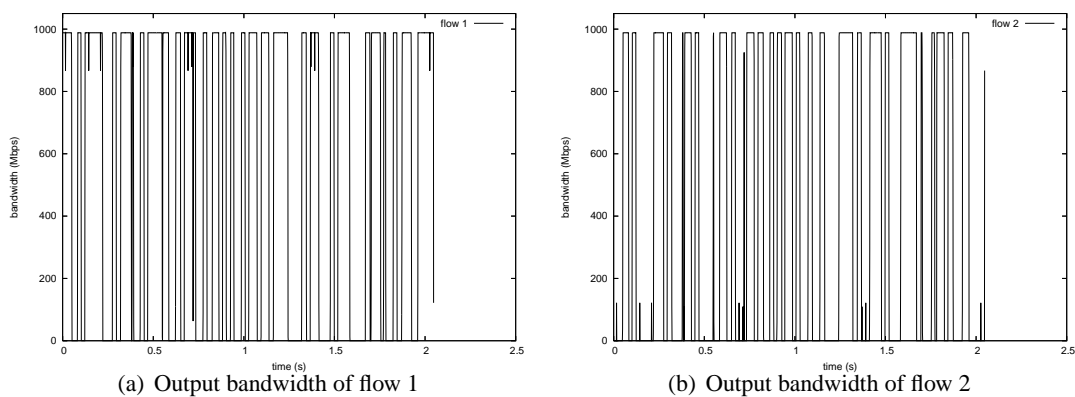 flow 1
1000
800
600
400
200
0
bandwidth (Mbps)
0 0.5 1 1.5 2 2.5
time (s)
(a) Output bandwidth of flow 1
flow 2
1000
800
600
400
200
0
bandwidth (Mbps)
0 0.5 1 1.5 2 2.5
time (s)
(b) Output bandwidth of flow 2